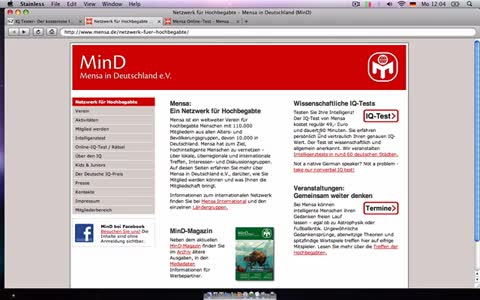 Stainless File Edit View History Bookmarks Window Help
Mo 12:04
Netzwerk für Hochbegabte – Mensa in Deutschland (MinD)
IQ Tester- Der kostenlose I...
Netzwerk für Hochbegabte ...
Mensa Online-Test – Mensa ...
http://www.mensa.de/netzwerk-fuer-hochbegabte/
MinD
Mensa in Deutschland e.V.
Netzwerk für Hochbegabte
Verein
Aktivitäten
Mitglied werden
Intelligenztest
Online-IQ-Test / Rätsel
Über den IQ
Kids & Juniors
Der Deutsche IQ-Preis
Presse
Kontakte
Impressum
Mitgliederbereich
MinD bei Facebook
Besuchen Sie uns! Die
Inhalte sind ohne
Anmeldung sichtbar.
Mensa:
Ein Netzwerk für Hochbegabte
Mensa ist ein weltweiter Verein für
hochbegabte Menschen mit 110.000
Mitgliedern aus allen Alters- und
Bevölkerungsgruppen, davon 10.000 in
Deutschland. Mensa hat zum Ziel,
hochintelligente Menschen zu vernetzen -
über lokale, überregionale und internationale
Treffen, Interessen- und Diskussionsgruppen.
Auf diesen Seiten erfahren Sie mehr über
Mensa in Deutschland e.V., darüber, wie Sie
Mitglied werden können und was Ihnen die
Mitgliedschaft bringt.
Informationen zum internationalen Netzwerk
finden Sie bei Mensa International und den
einzelnen Ländergruppen.
MinD-Magazin
Neben dem aktuellen
MinD-Magazin finden Sie
im Archiv ältere
Ausgaben, in den
Mediadaten
Informationen für
Werbepartner.
Wissenschaftliche IQ-Tests
Testen Sie Ihre Intelligenz!
Der IQ-Test von Mensa
kostet regulär 49,- Euro
und dauert 90 Minuten. Sie erfahren
persönlich und vertraulich Ihren genauen IQ-
Wert. Der Test ist wissenschaftlich und
allgemein anerkannt. Wir veranstalten
Intelligenztests in rund 60 deutschen Städten.
IQ-Test
Not a native German speaker? Not a problem -
take our nonverbal IQ test!
Veranstaltungen:
Gemeinsam weiter denken
Bei Mensa können
intelligente Menschen ihren
Gedanken freien Lauf
lassen – egal ob zu Astrophysik oder
Fußballkritik. Ungewöhnliche
Gedankensprünge, aberwitzige Theorien und
spitzfindige Wortspiele treffen hier auf eifrige
Mitspieler. Lesen Sie mehr über die Treffen
der Hochbegabten.
Termine